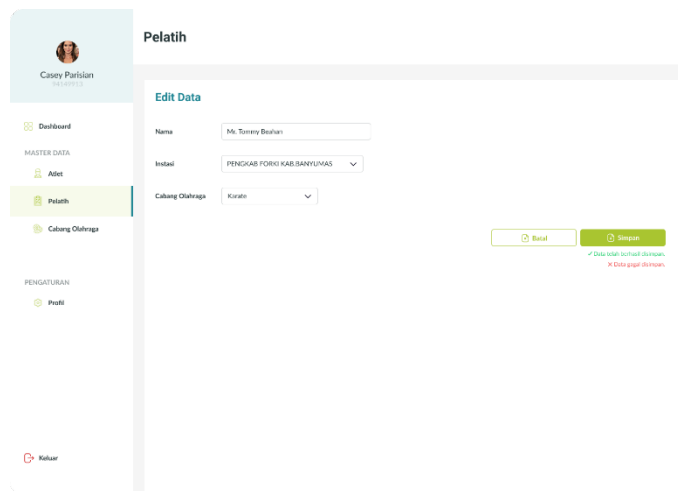 Casey Parisian
Dashboard
MASTER DATA
Atlet
Pelatih
Cabang Olahraga
PENGATURAN
Profil
Keluar
Pelatih
Edit Data
Nama
Mr. Tommy Beahan
Instasi
PENGKAB FORKI KAB.BANYUMAS
Cabang Olahraga
Karate
Batal
Simpan
✓ Data telah berhasil disimpan.
✕ Data gagal disimpan.